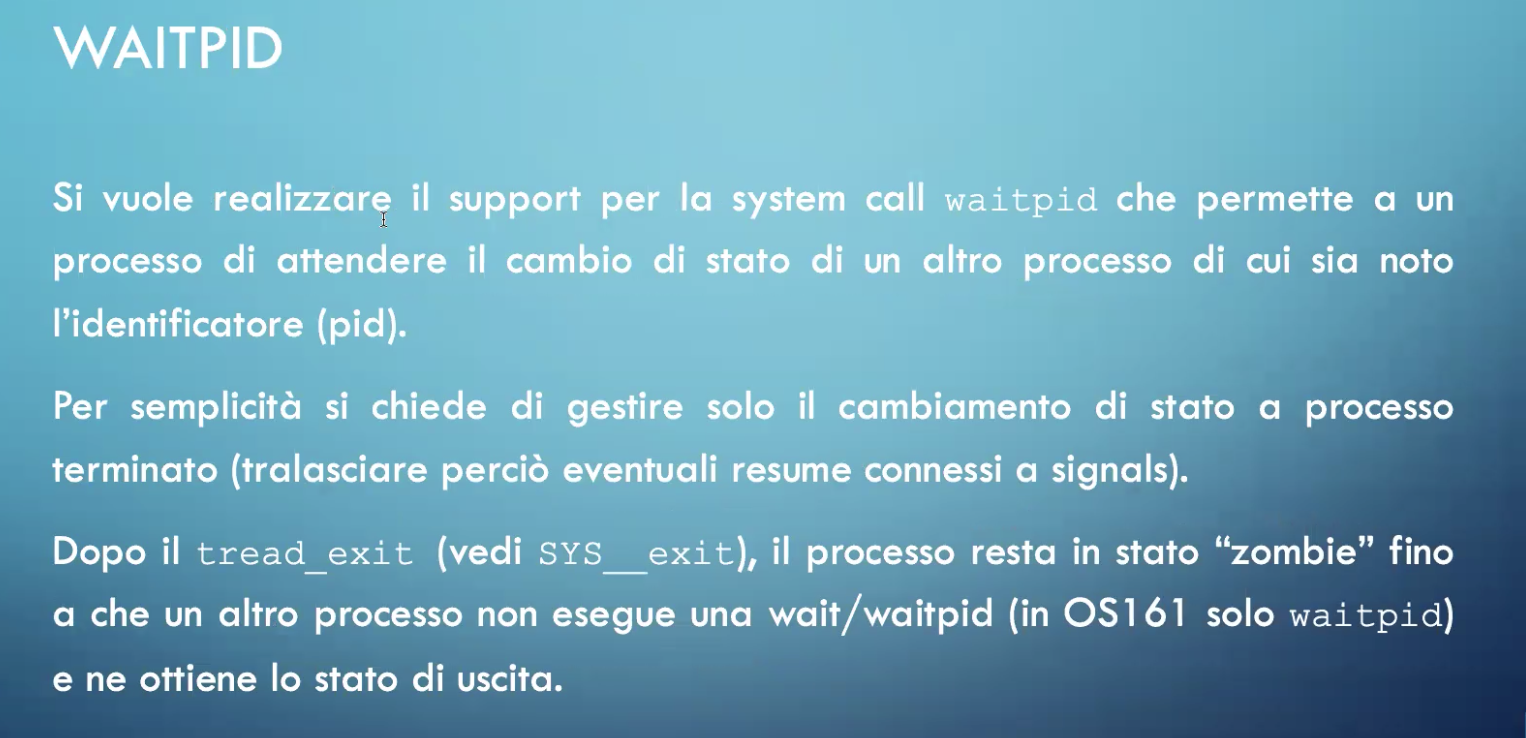 WAITPID
Si vuole realizzare il support per la system call waitpid che permette a un
processo di attendere il cambio di stato di un altro processo di cui sia noto
l’identificatore (pid).
Per semplicità si chiede di gestire solo il cambiamento di stato a processo
terminato (tralasciare perciò eventuali resume connessi a signals).
Dopo il tread_exit (vedi SYS__exit), il processo resta in stato “zombie” fino
a che un altro processo non esegue una wait/waitpid (in OS161 solo waitpid)
e ne ottiene lo stato di uscita.